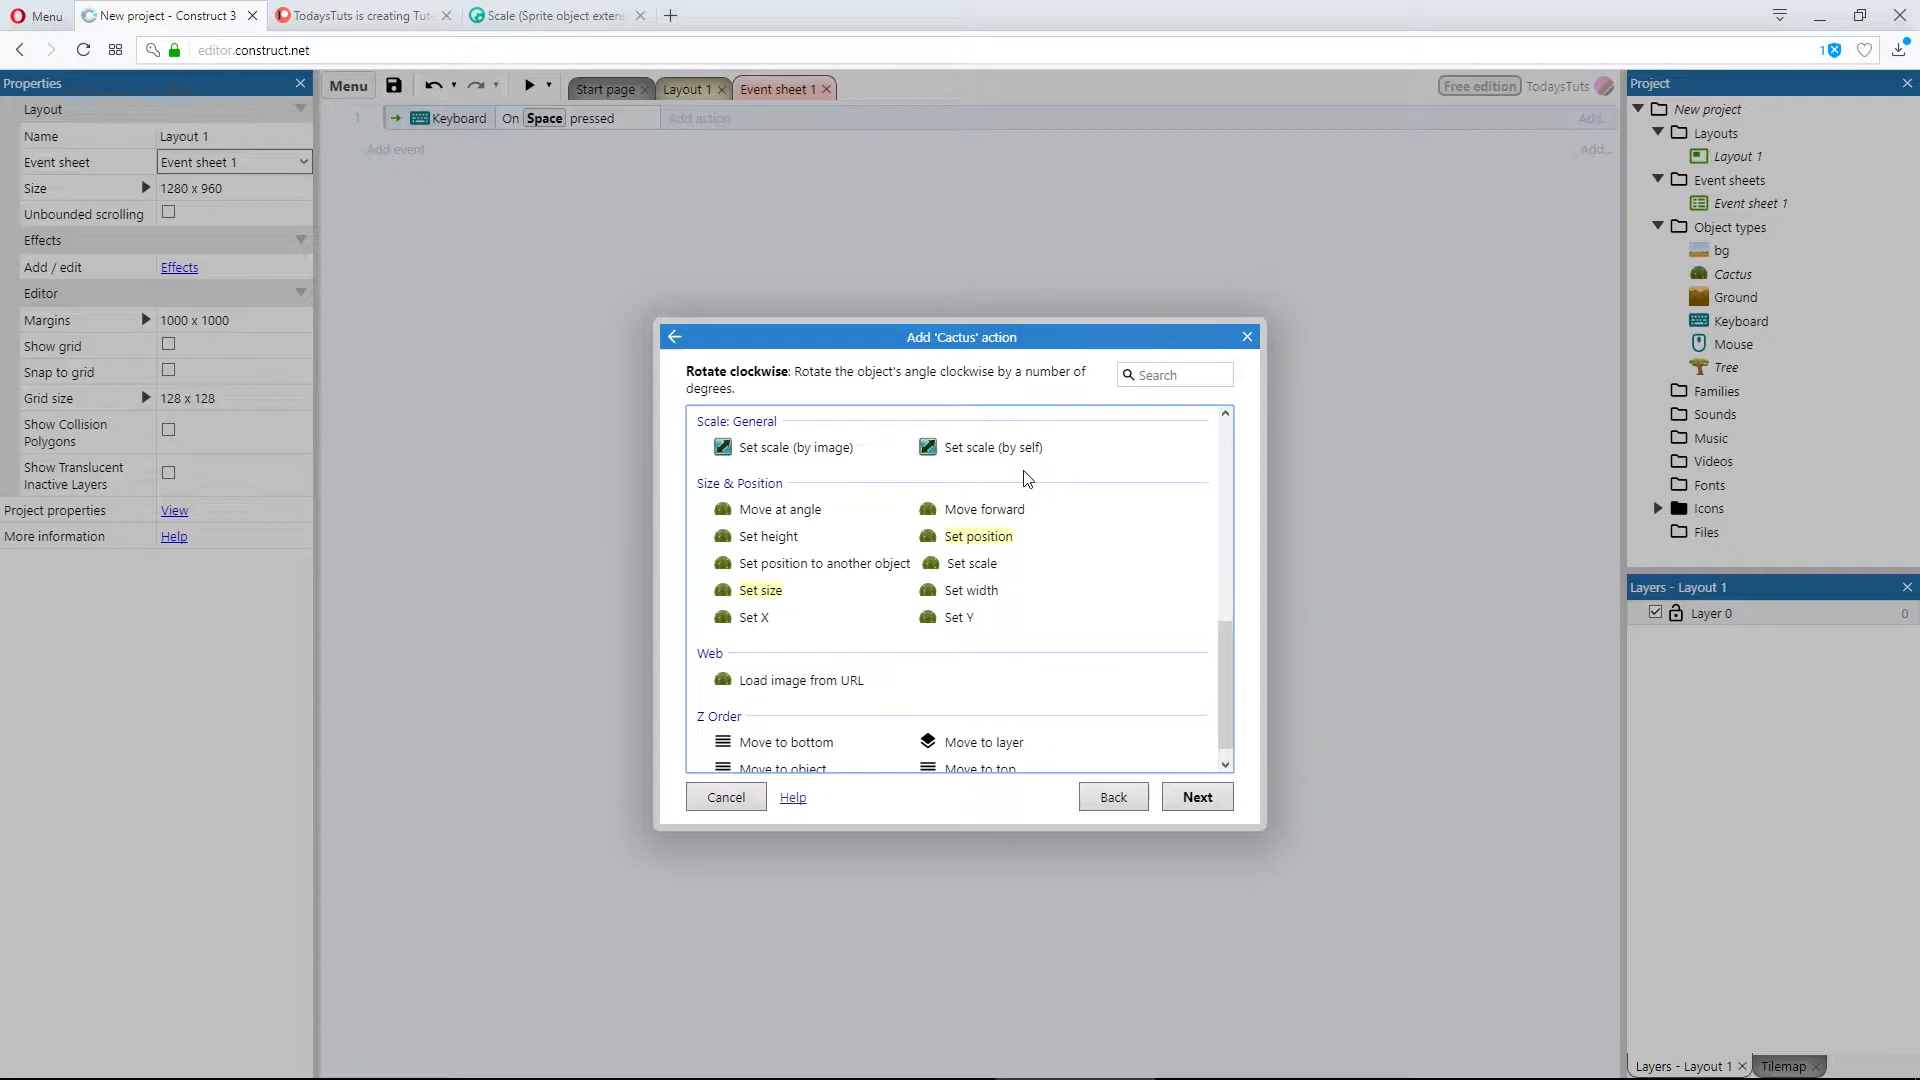 Menu
New project - Construct 3
TodaysTuts is creating Tut
Scale (Sprite object exten
editor.construct.net
1
Properties
Layout
Name
Layout 1
Event sheet
Event sheet 1
Size
1280 x 960
Unbounded scrolling
Effects
Add / edit
Effects
Editor
Margins
1000 x 1000
Show grid
Snap to grid
Grid size
128 x 128
Show Collision
Polygons
Show Translucent
Inactive Layers
Project properties
View
More information
Help
Menu
Start page
Layout 1
Event sheet 1
Free edition
TodaysTuts
1
Keyboard
On Space pressed
Add action
Add...
Add event
Add...
Add 'Cactus' action
Rotate clockwise: Rotate the object's angle clockwise by a number of
degrees.
Search
Scale: General
Set scale (by image)
Set scale (by self)
Size & Position
Move at angle
Move forward
Set height
Set position
Set position to another object
Set scale
Set size
Set width
Set X
Set Y
Web
Load image from URL
Z Order
Move to bottom
Move to layer
Move to object
Move to top
Cancel
Help
Back
Next
Project
New project
Layouts
Layout 1
Event sheets
Event sheet 1
Object types
bg
Cactus
Ground
Keyboard
Mouse
Tree
Families
Sounds
Music
Videos
Fonts
Icons
Files
Layers - Layout 1
Layer 0
0
Layers - Layout 1
Tilemap